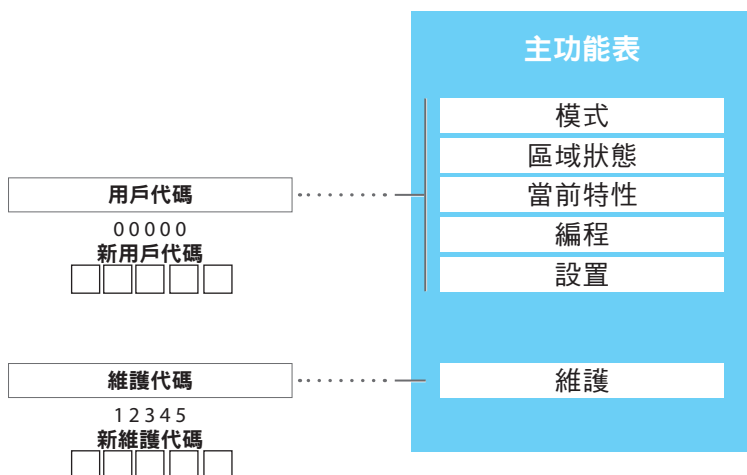 主功能表
模式
區域狀態
用戶代碼
當前特性
00000
編程
新用戶代碼
設置
維護代碼
維護
12345
新維護代碼